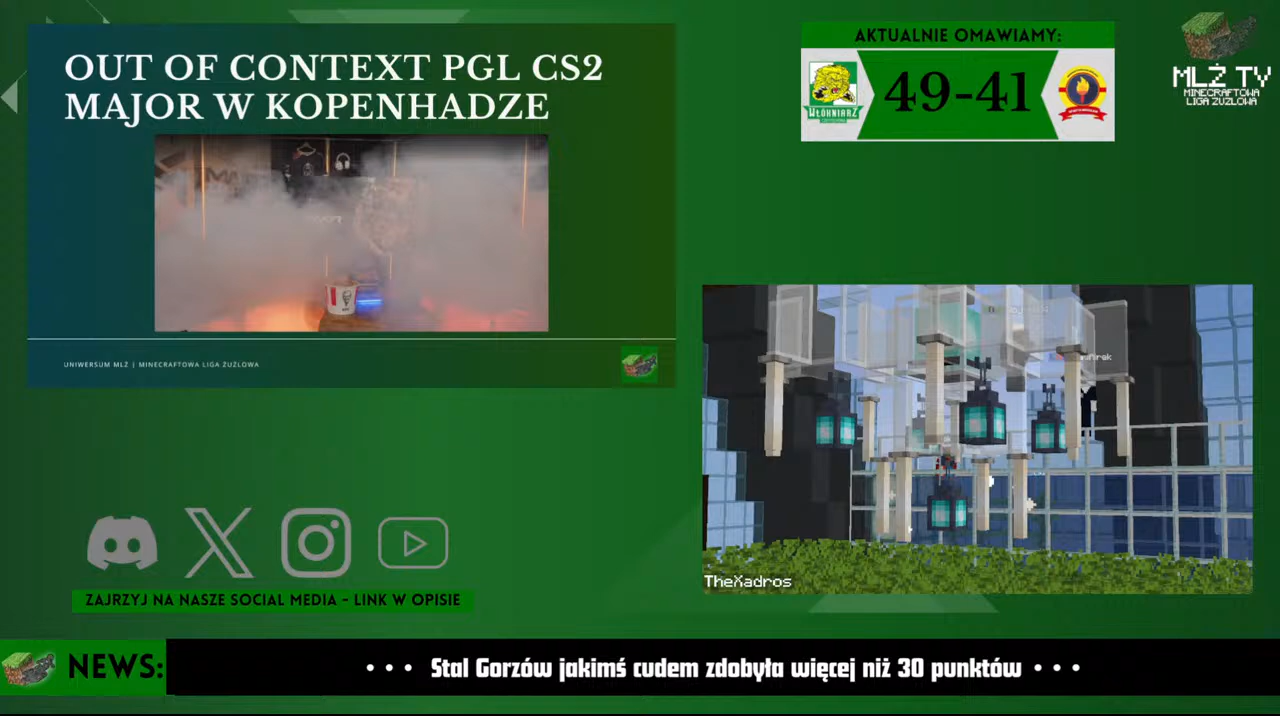 OUT OF CONTEXT PGL CS2
MAJOR W KOPENHADZE
KFC
UNIWERSUM MLŻ | MINECRAFTOWA LIGA ŻUŻLOWA
AKTUALNIE OMAWIAMY:
WŁÓKNIARZ
49-41
MLŻ TV
MINECRAFTOWA
LIGA ŻUŻLOWA
TheXadros
ZAJRZYJ NA NASZE SOCIAL MEDIA - LINK W OPISIE
NEWS:
• • • Stal Gorzów jakimś cudem zdobyła więcej niż 30 punktów • • •